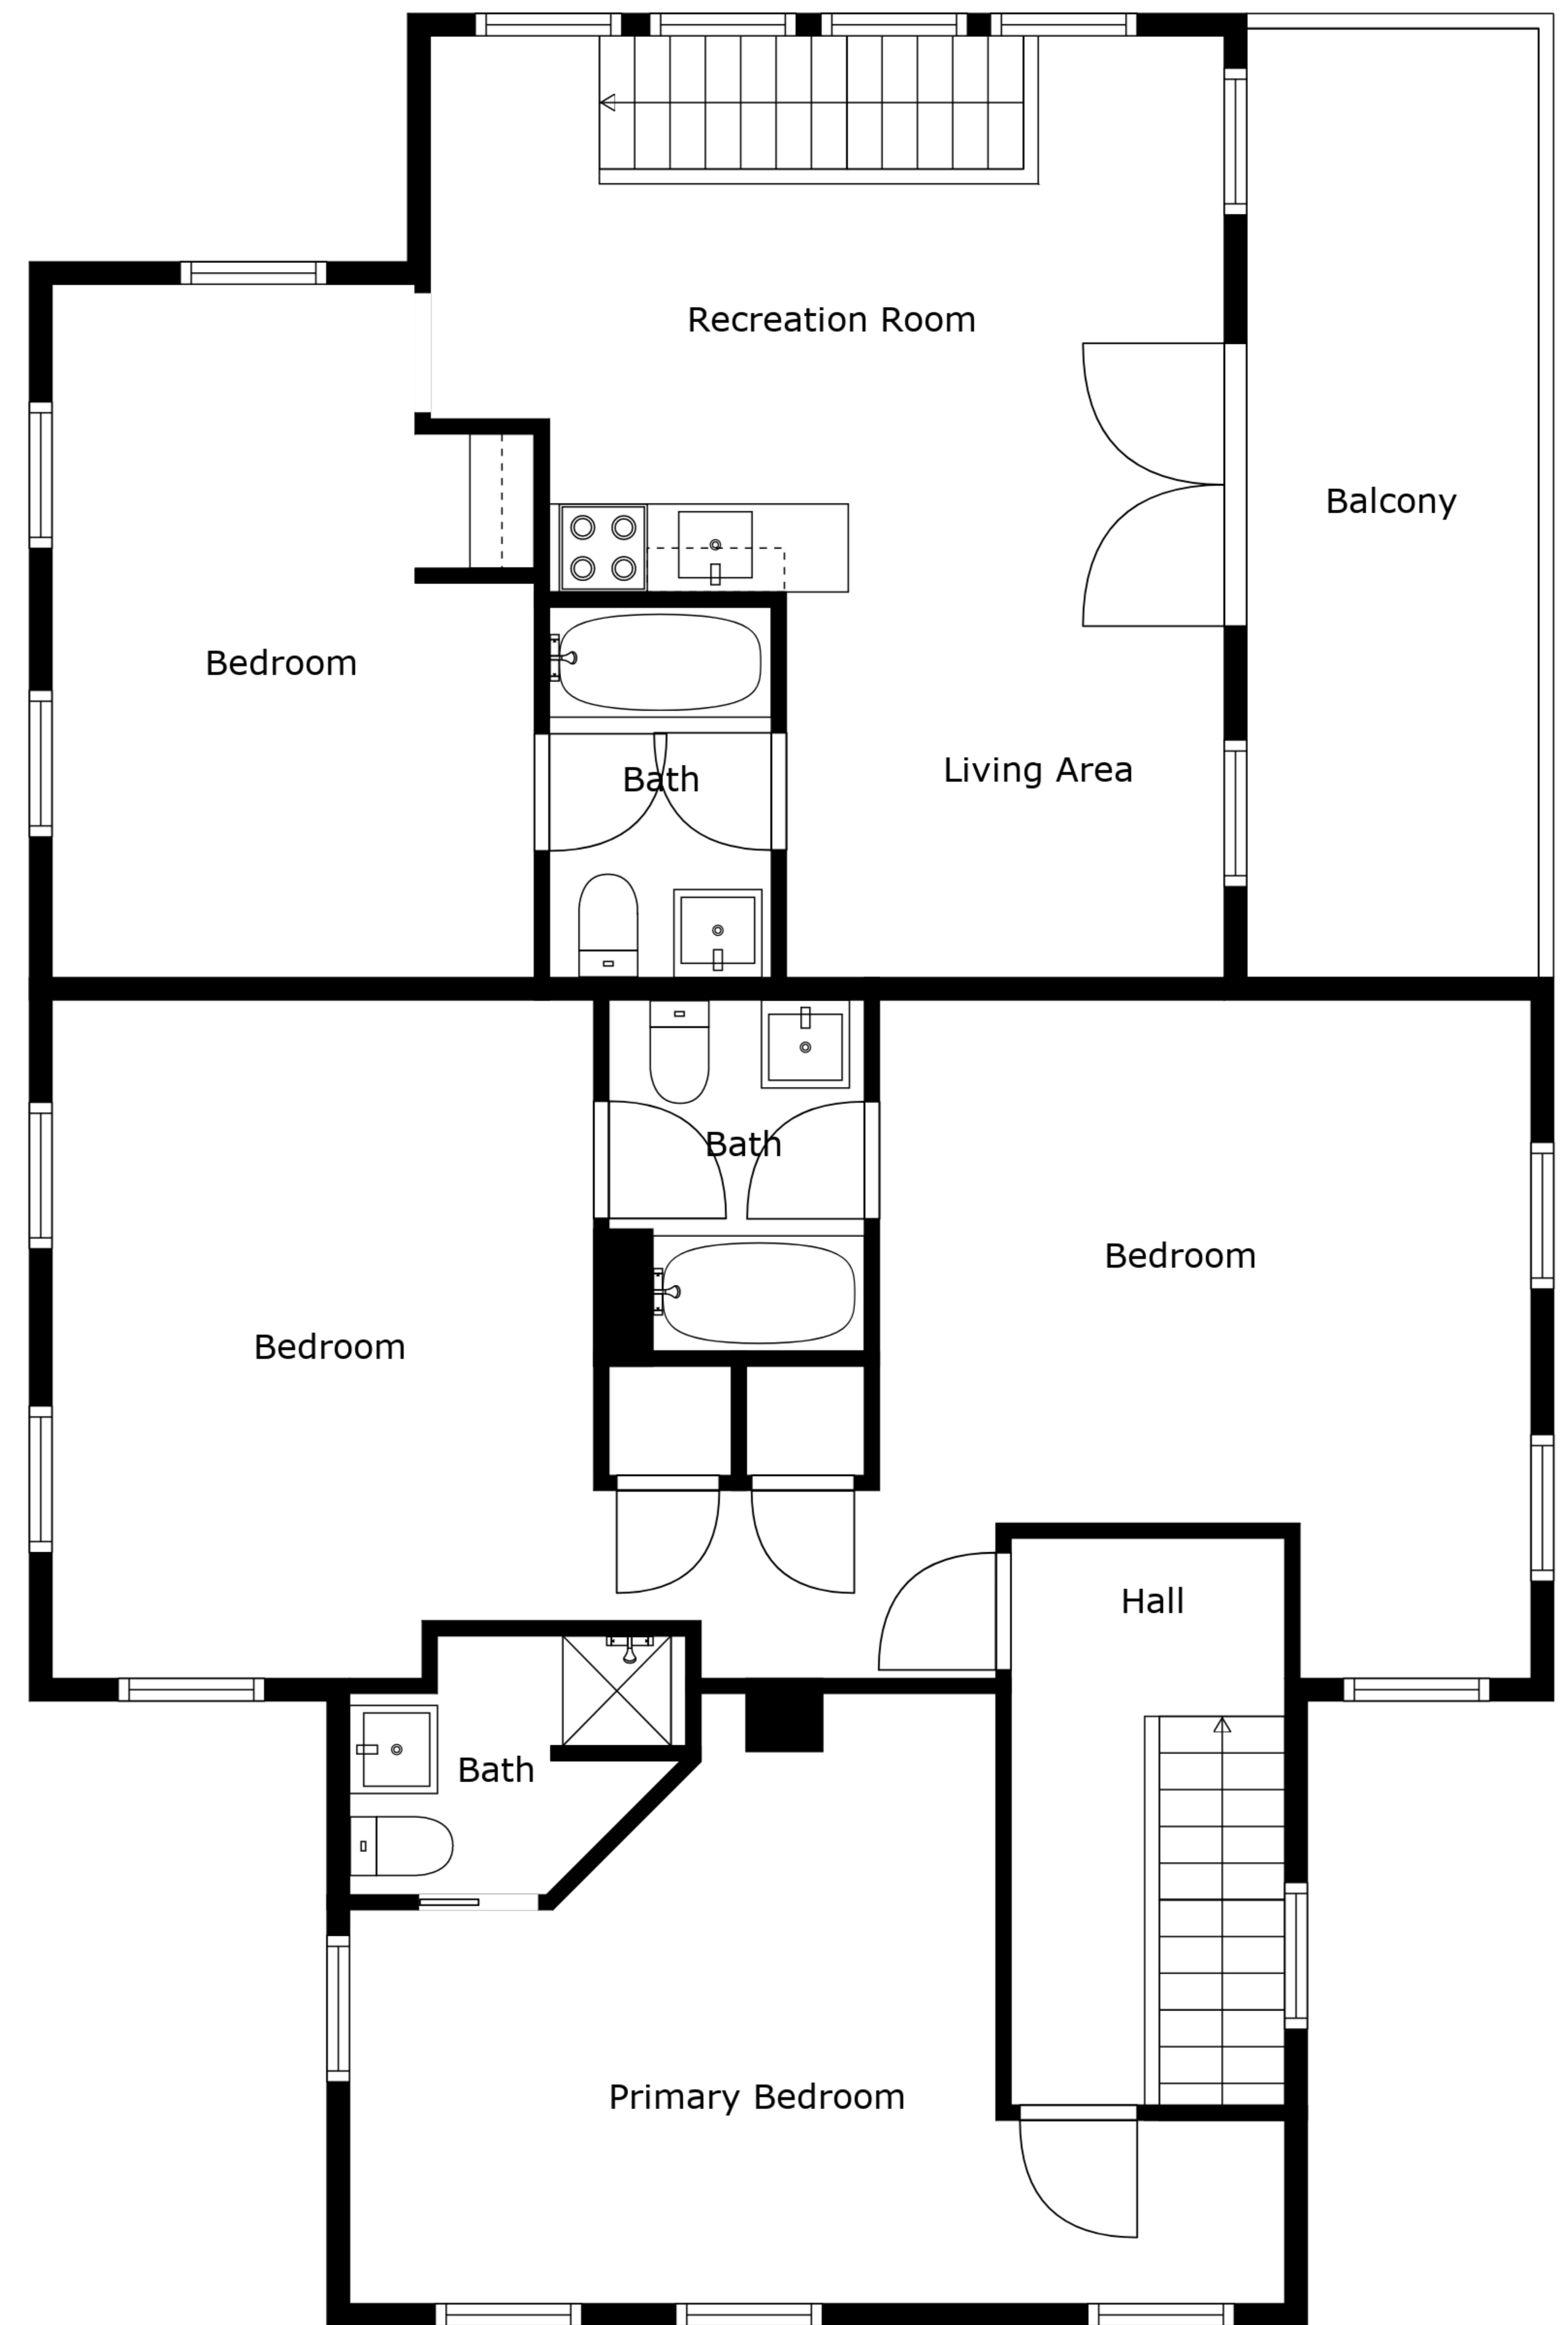 Recreation Room
Balcony
Bedroom
Living Area
Bath
Bath
Bedroom
Bedroom
Hall
Bath
Primary Bedroom